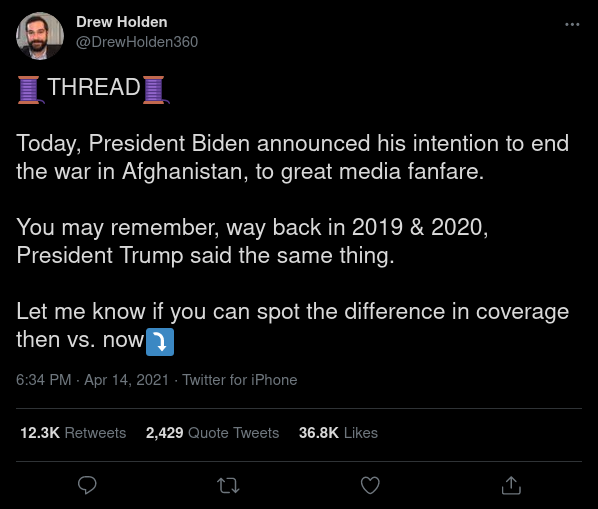 Drew Holden
@DrewHolden360
🧵THREAD🧵
Today, President Biden announced his intention to end
the war in Afghanistan, to great media fanfare.
You may remember, way back in 2019 & 2020,
President Trump said the same thing.
Let me know if you can spot the difference in coverage
then vs. now⤵️
6:34 PM · Apr 14, 2021 · Twitter for iPhone
12.3K Retweets 2,429 Quote Tweets 36.8K Likes